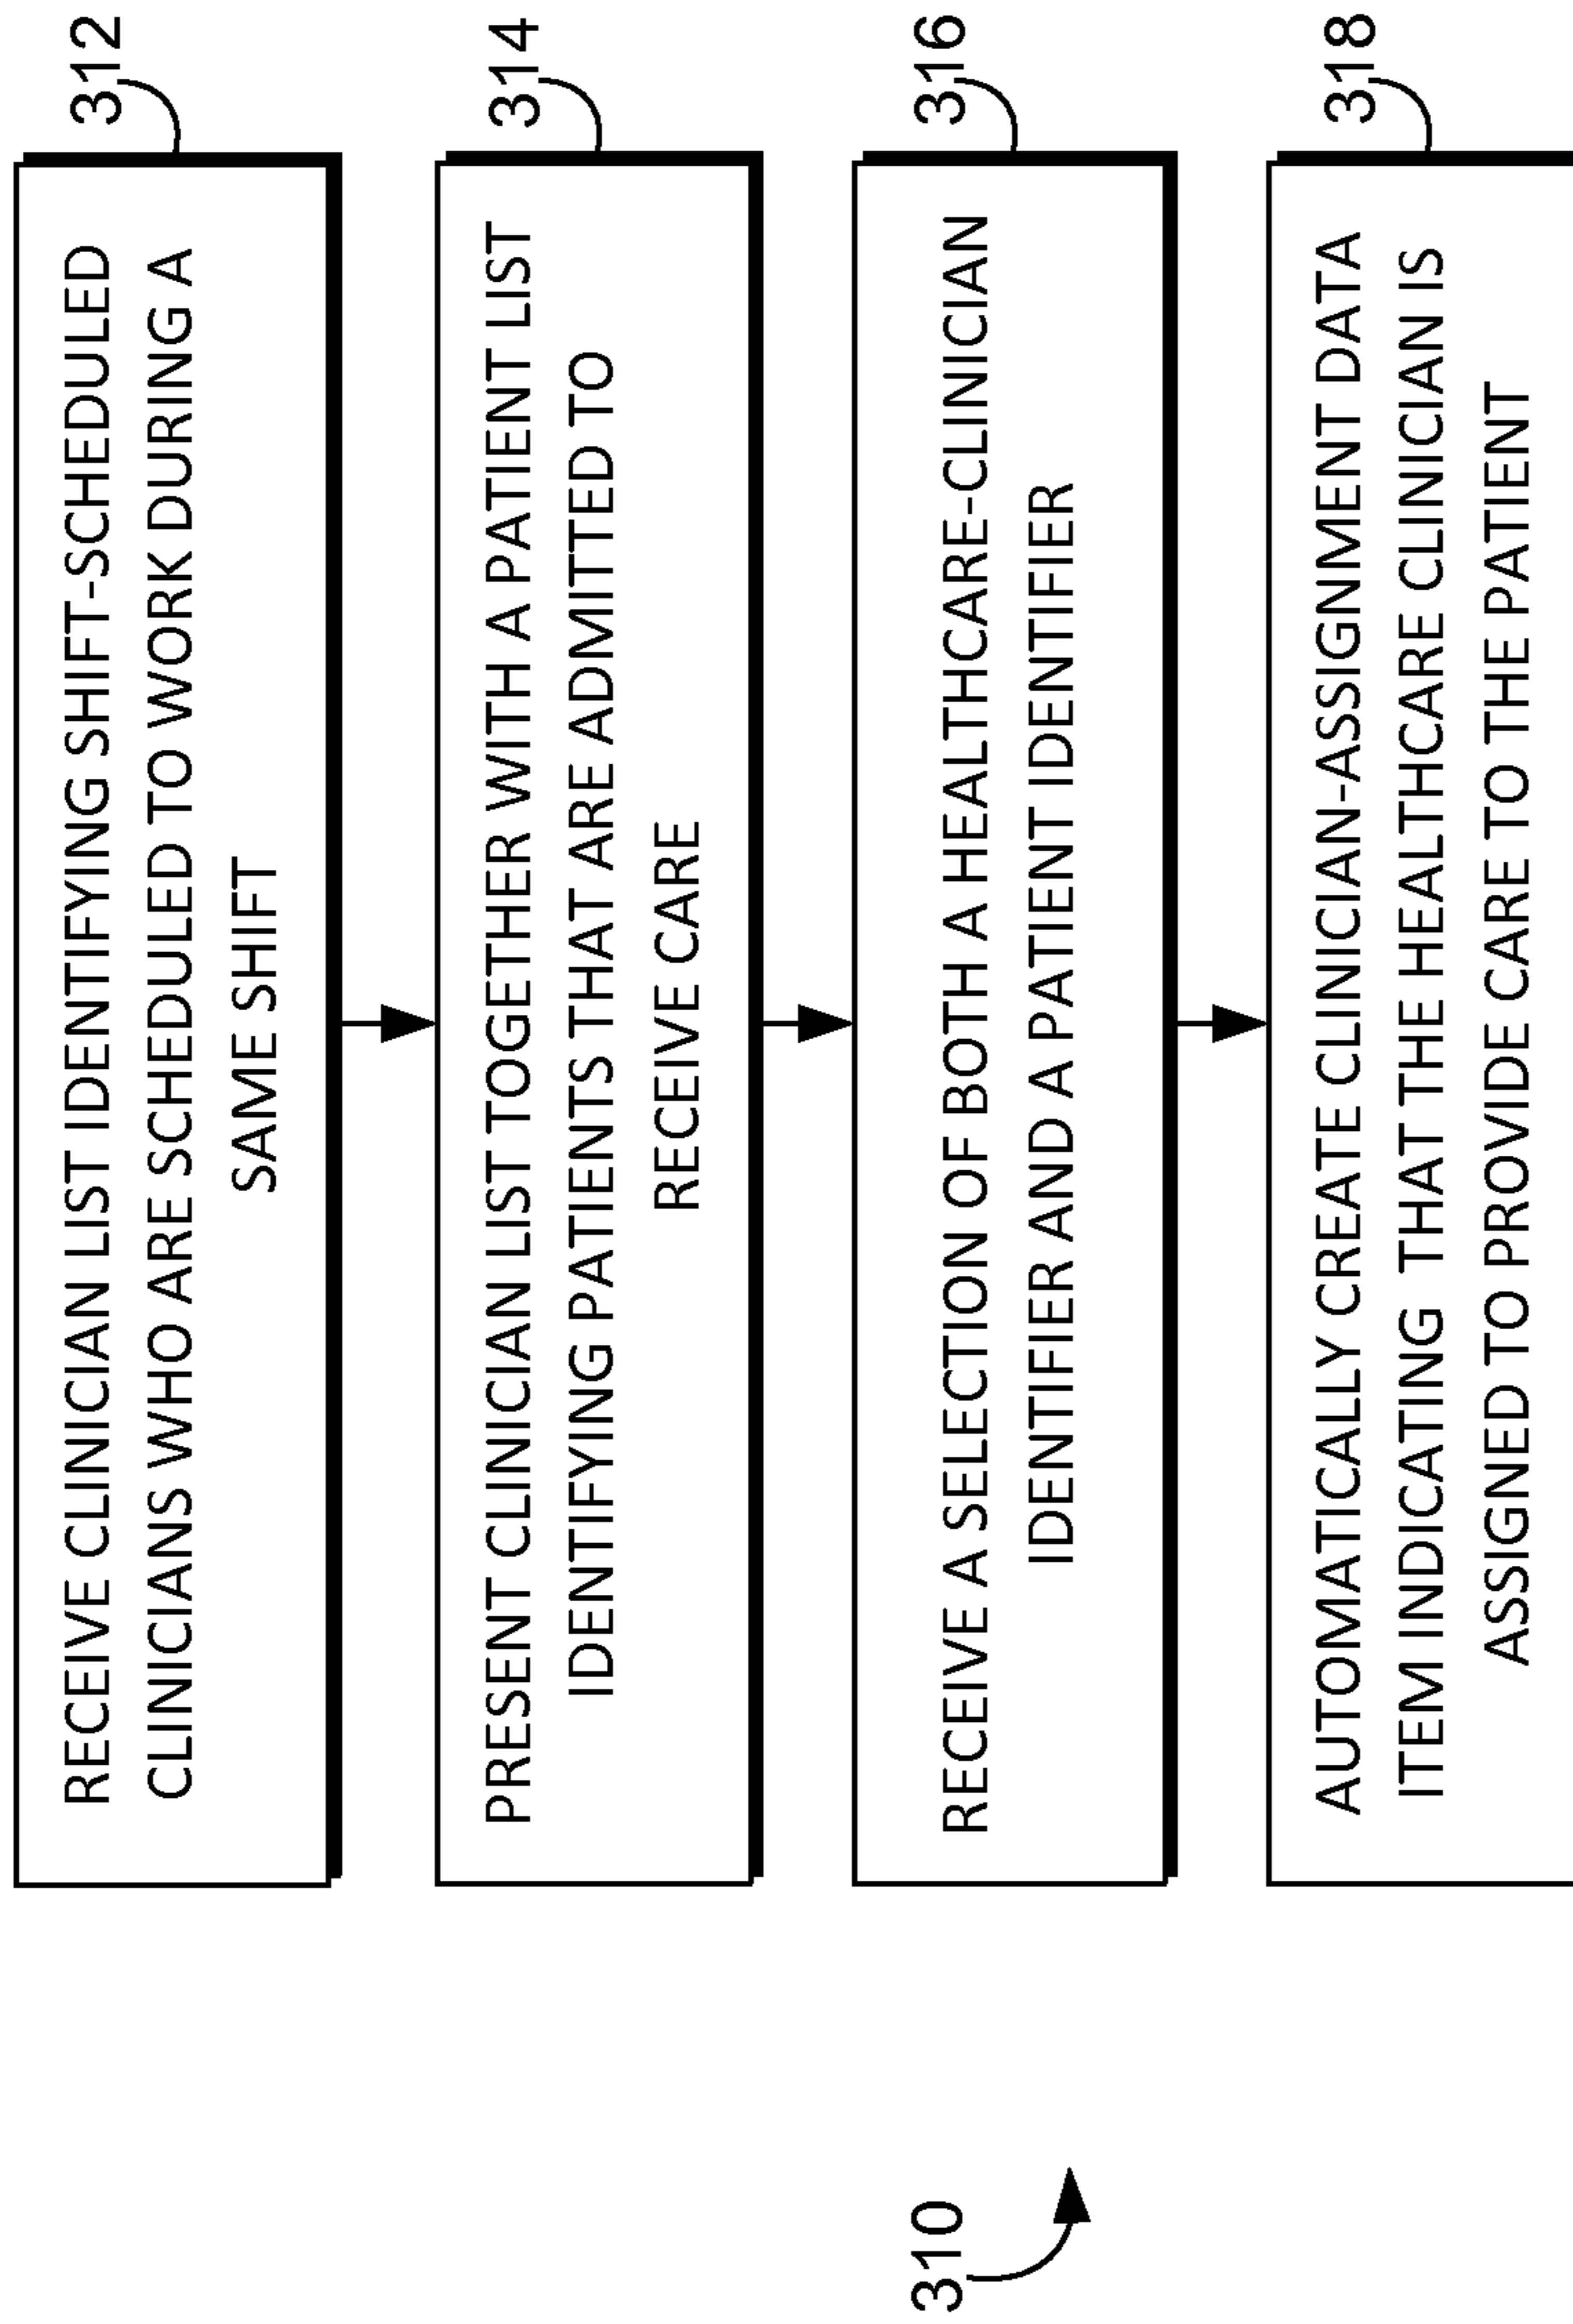 312
RECEIVE CLINICIAN LIST IDENTIFYING SHIFT-SCHEDULED
CLINICIANS WHO ARE SCHEDULED TO WORK DURING A
SAME SHIFT
314
PRESENT CLINICIAN LIST TOGETHER WITH A PATIENT LIST
IDENTIFYING PATIENTS THAT ARE ADMITTED TO
RECEIVE CARE
310
316
RECEIVE A SELECTION OF BOTH A HEALTHCARE-CLINICIAN
IDENTIFIER AND A PATIENT IDENTIFIER
318
AUTOMATICALLY CREATE CLINICIAN-ASSIGNMENT DATA
ITEM INDICATING THAT THE HEALTHCARE CLINICIAN IS
ASSIGNED TO PROVIDE CARE TO THE PATIENT